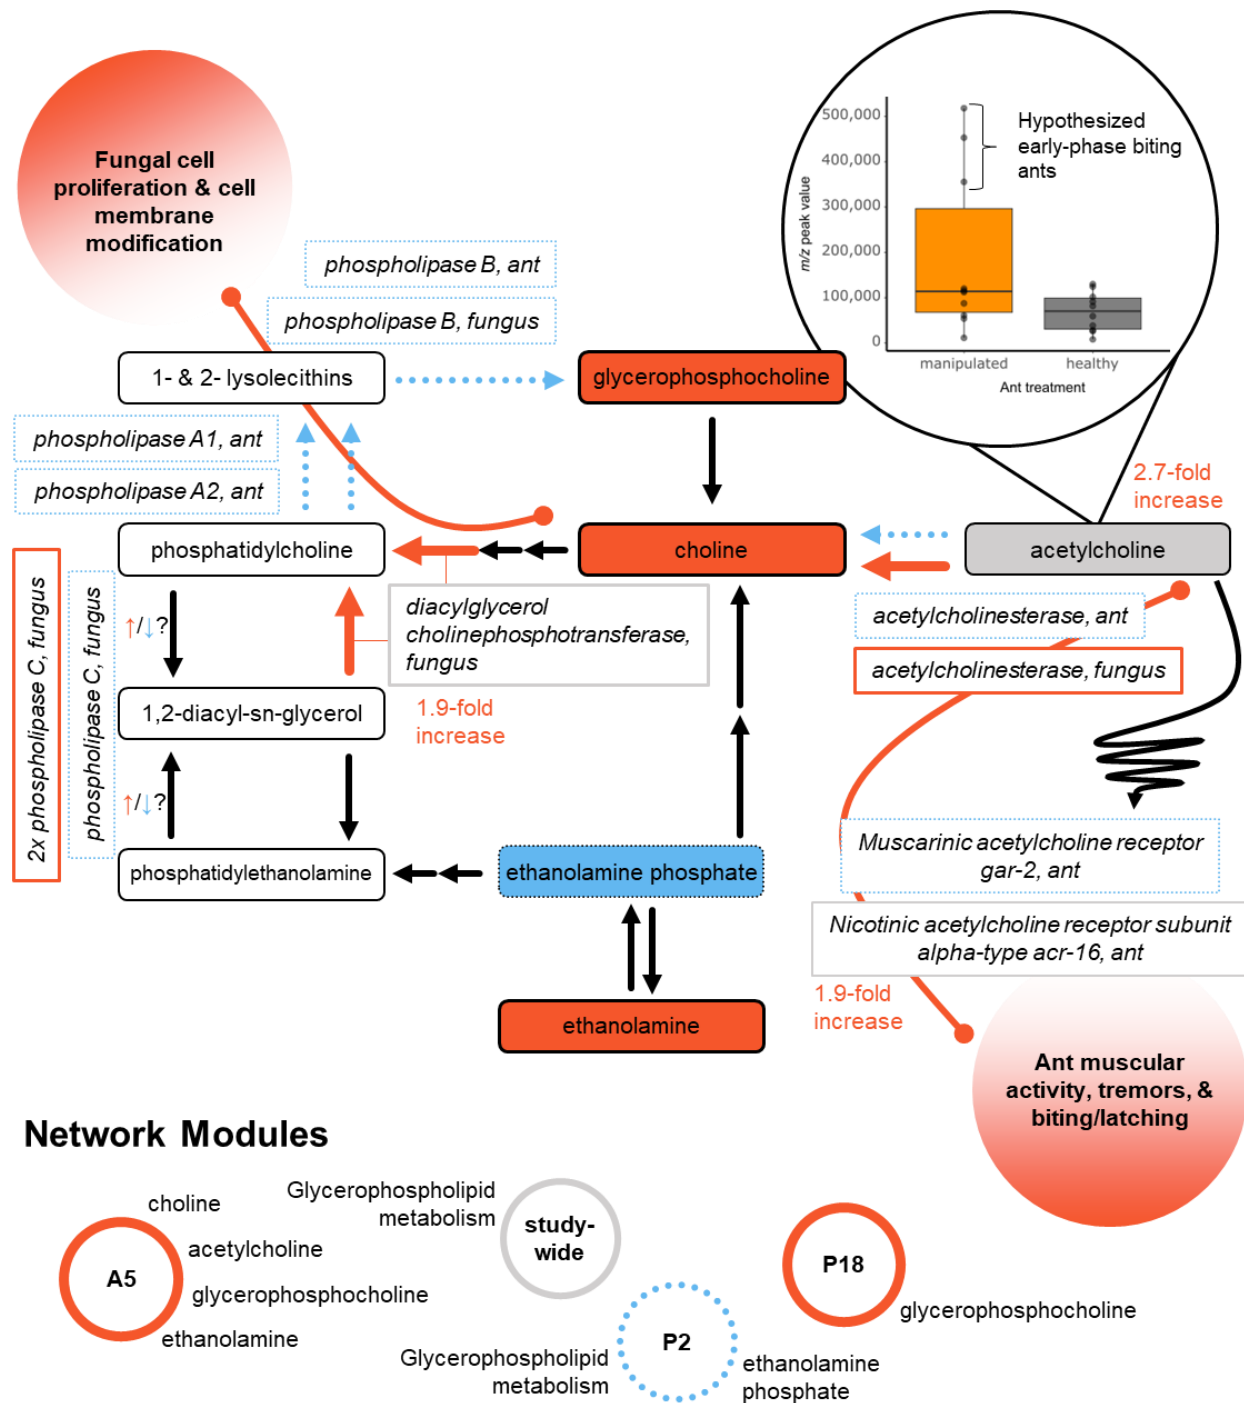 Fungal cell
proliferation & cell
membrane
modification
500,000
400,000
300,000
200,000
100,000
0
m/z peak value
Hypothesized
early-phase biting
ants
manipulated
healthy
Ant treatment
phospholipase B, ant
phospholipase B, fungus
1- & 2- lysolecithins
glycerophosphocholine
phospholipase A1, ant
phospholipase A2, ant
2.7-fold
increase
phosphatidylcholine
choline
acetylcholine
2x phospholipase C, fungus
phospholipase C, fungus
↑/↓?
diacylglycerol
cholinephosphotransferase,
fungus
acetylcholinesterase, ant
acetylcholinesterase, fungus
1,2-diacyl-sn-glycerol
1.9-fold
increase
↑/↓?
phosphatidylethanolamine
ethanolamine phosphate
Muscarinic acetylcholine receptor
gar-2, ant
Nicotinic acetylcholine receptor subunit
alpha-type acr-16, ant
1.9-fold
increase
ethanolamine
Ant muscular
activity, tremors, &
biting/latching
Network Modules
choline
acetylcholine
A5
glycerophosphocholine
ethanolamine
Glycerophospholipid
metabolism
study-
wide
P18
glycerophosphocholine
P2
Glycerophospholipid
metabolism
ethanolamine
phosphate